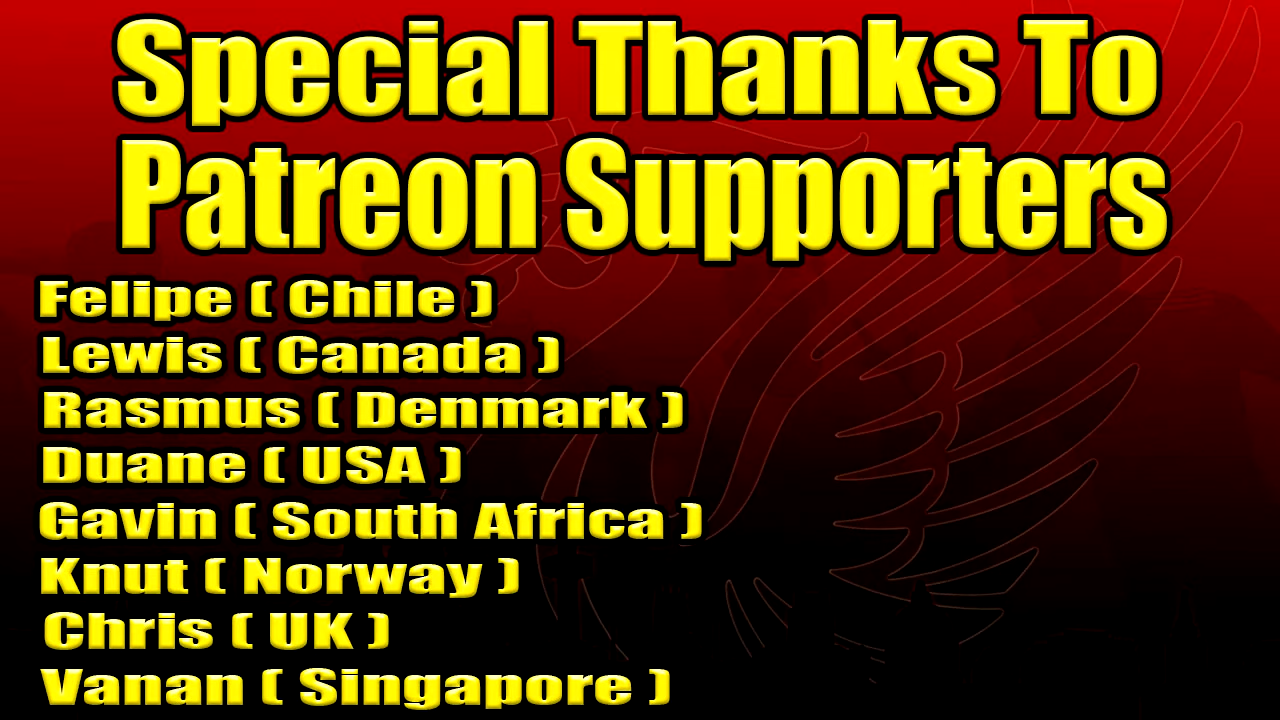 Special Thanks To
Patreon Supporters
Felipe ( Chile )
Lewis ( Canada )
Rasmus ( Denmark )
Duane ( USA )
Gavin ( South Africa )
Knut ( Norway )
Chris ( UK )
Vanan ( Singapore )